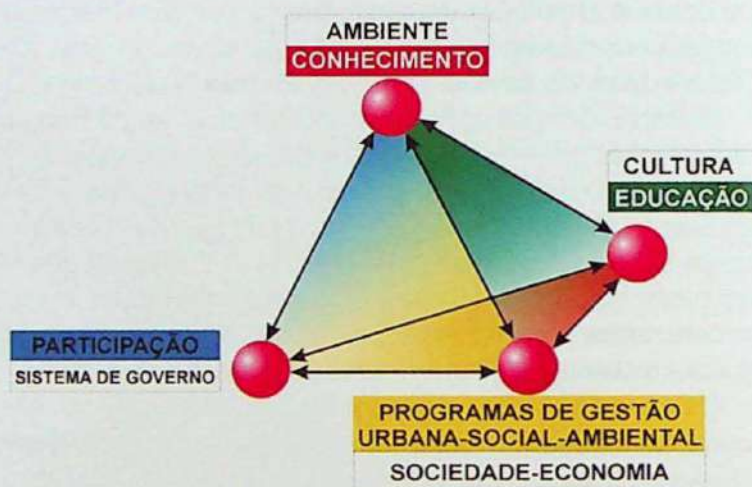 AMBIENTE
CONHECIMENTO
CULTURA
EDUCAÇÃO
PARTICIPAÇÃO
SISTEMA DE GOVERNO
PROGRAMAS DE GESTÃO
URBANA-SOCIAL-AMBIENTAL
SOCIEDADE-ECONOMIA